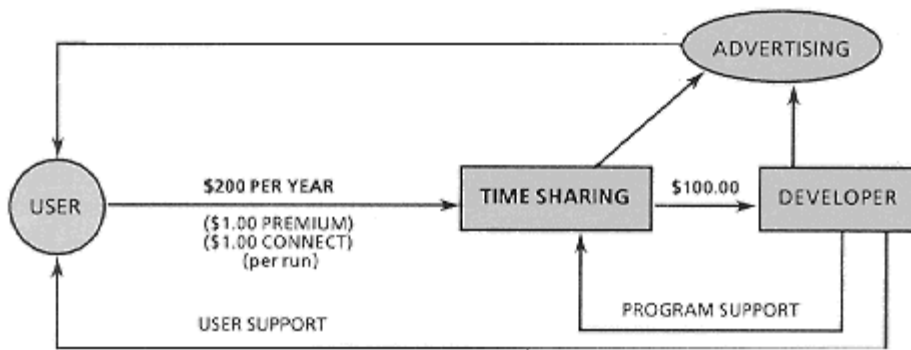 ADVERTISING
$200 PER YEAR
USER
($1.00 PREMIUM)
($1.00 CONNECT)
(per run)
TIME SHARING
$100.00
DEVELOPER
PROGRAM SUPPORT
USER SUPPORT